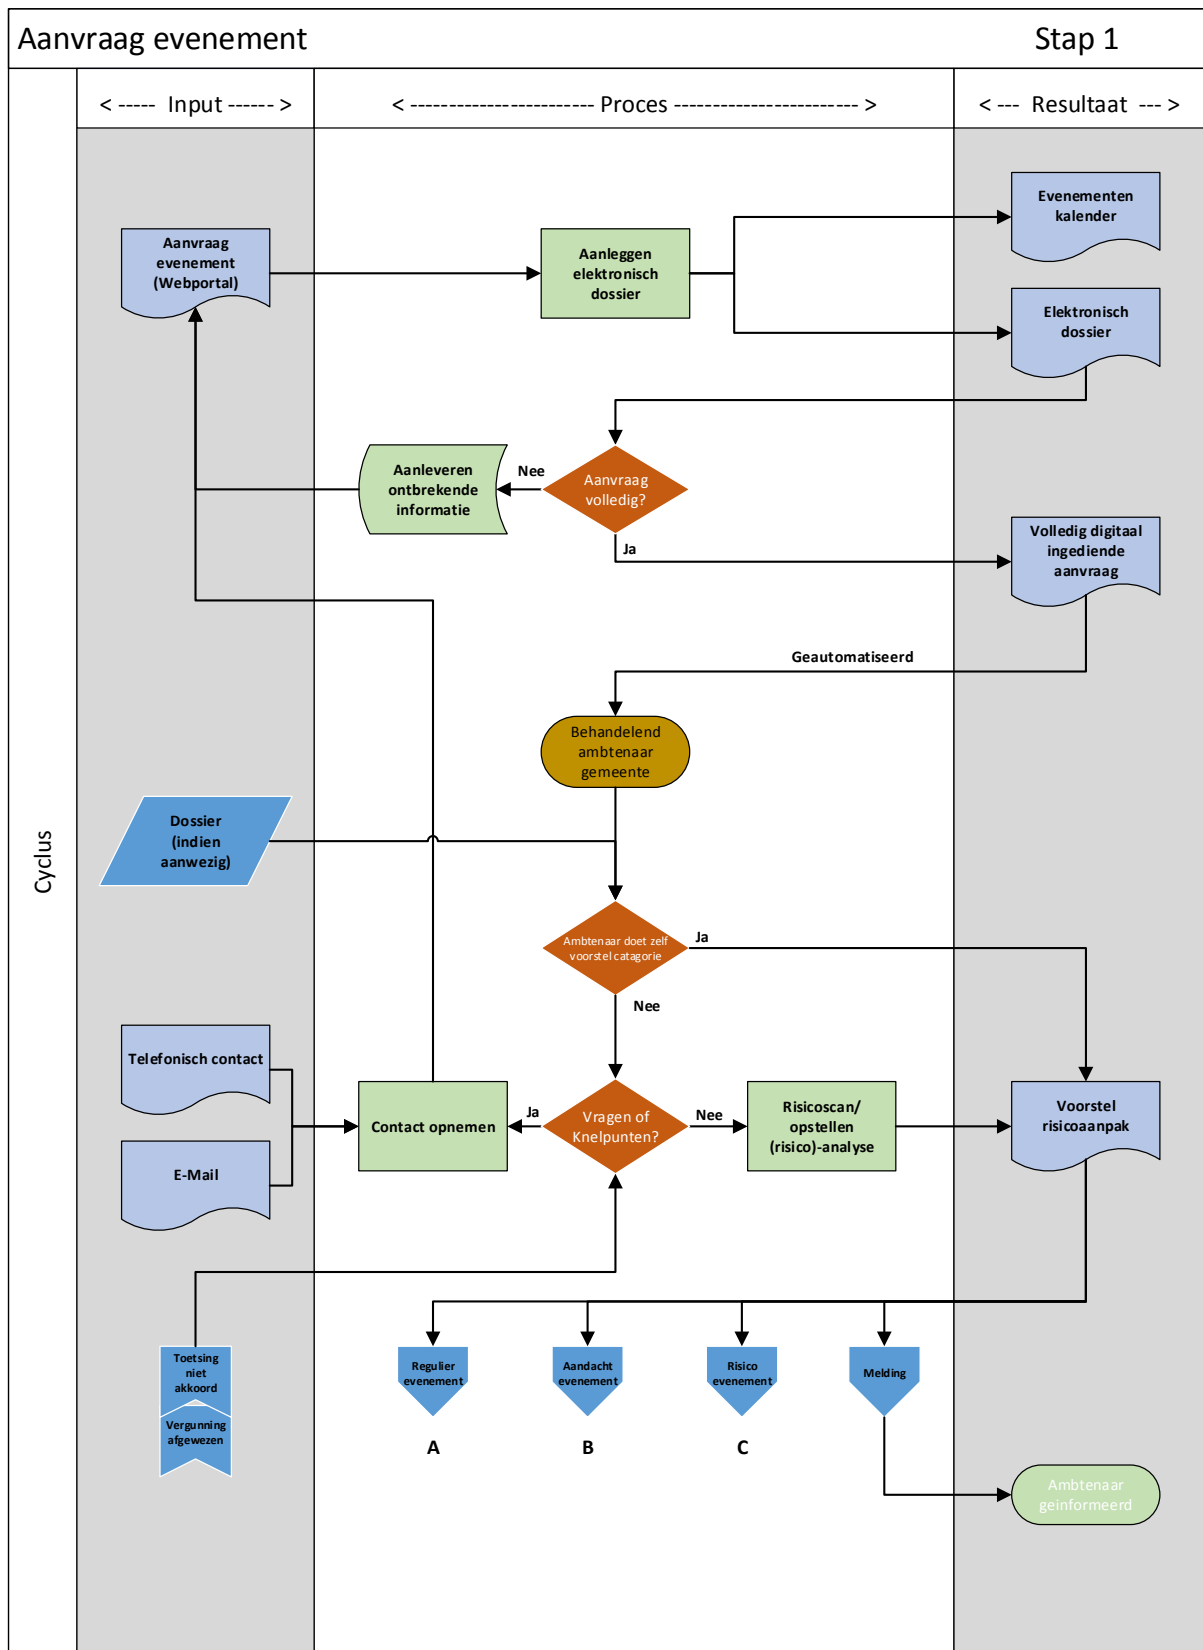 Aanvraag evenement
Stap 1
< ----- Input ------ >
< ------------------------ Proces ------------------------ >
< --- Resultaat --- >
Cyclus
Evenementen
kalender
Aanvraag
evenement
(Webportal)
Aanleggen
elektronisch
dossier
Elektronisch
dossier
Aanleveren
ontbrekende
informatie
Nee
Aanvraag
volledig?
Ja
Volledig digitaal
ingediende
aanvraag
Geautomatiseerd
Behandelend
ambtenaar
gemeente
Dossier
(indien
aanwezig)
Ambtenaar doet zelf
voorstel catagorie
Ja
Nee
Telefonisch contact
E-Mail
Contact opnemen
Ja
Vragen of
Knelpunten?
Nee
Risicoscan/
opstellen
(risico)-analyse
Voorstel
risicoaanpak
Toetsing
niet
akkoord
Vergunning
afgewezen
Regulier
evenement
Aandacht
evenement
Risico
evenement
Melding
A
B
C
Ambtenaar
geinformeerd